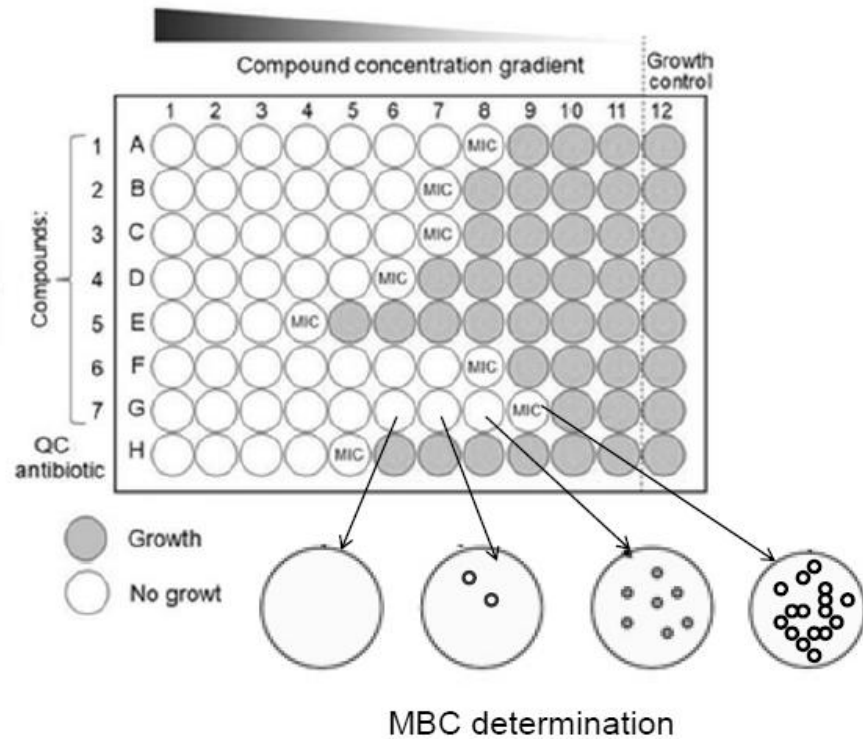 Compound concentration gradient
Growth control
1 2 3 4 5 6 7 8 9 10 11 12
Compounds:
1 A MIC
2 B MIC
3 C MIC
4 D MIC
5 E MIC
6 F MIC
7 G MIC
QC antibiotic H MIC
Growth
No growt
MBC determination